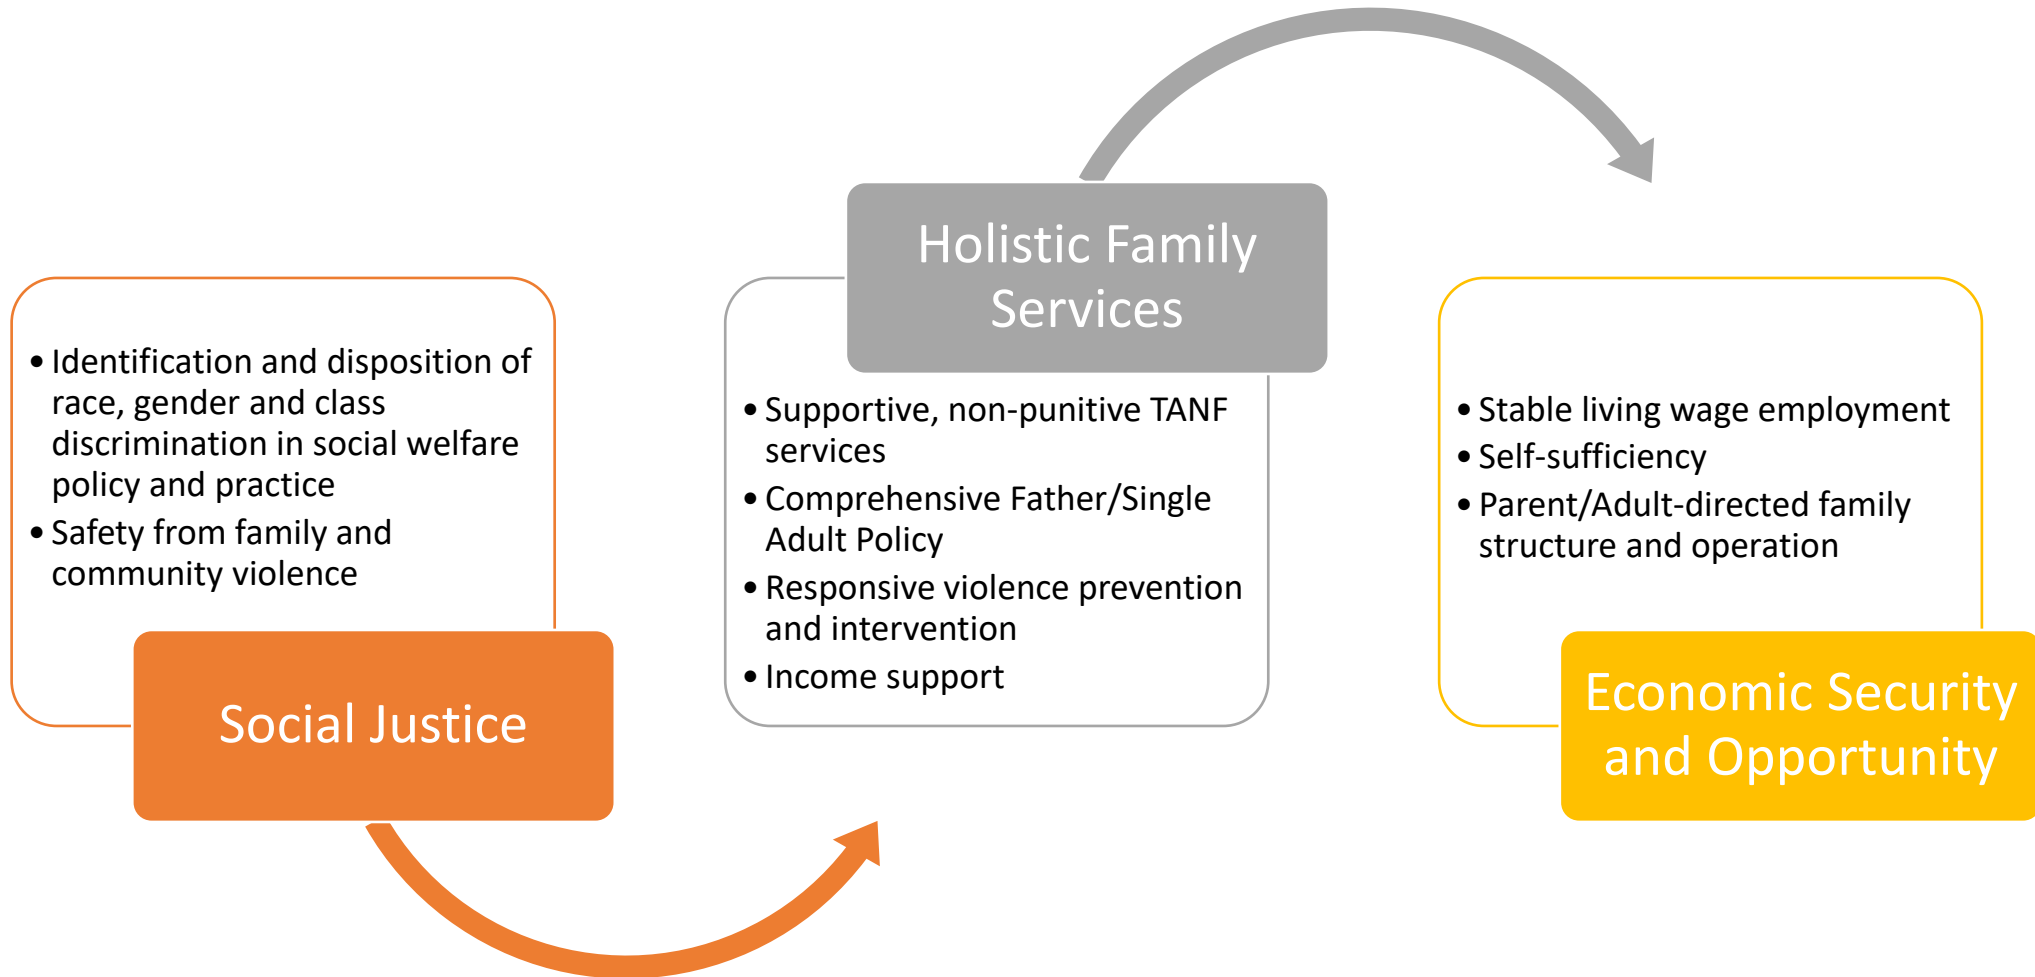 • Identification and disposition of
race, gender and class
discrimination in social welfare
policy and practice
• Safety from family and
community violence
Social Justice
Holistic Family
Services
• Supportive, non-punitive TANF
services
• Comprehensive Father/Single
Adult Policy
• Responsive violence prevention
and intervention
• Income support
• Stable living wage employment
• Self-sufficiency
• Parent/Adult-directed family
structure and operation
Economic Security
and Opportunity